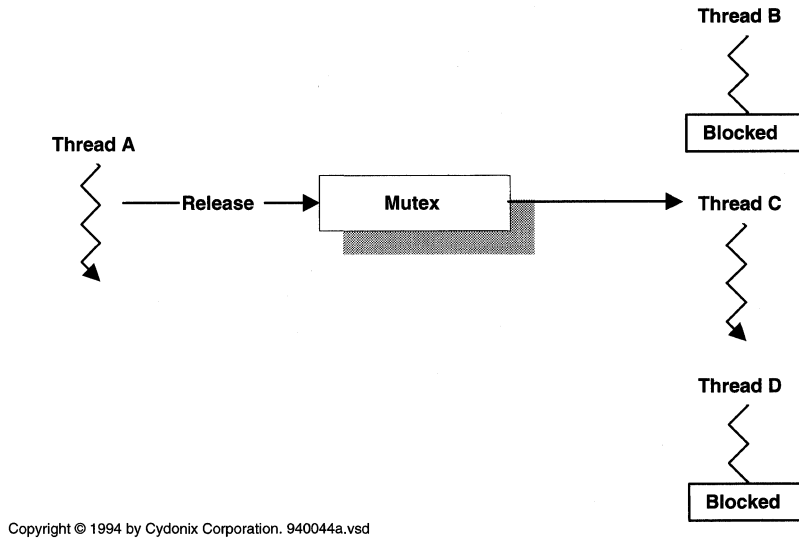 Thread B
Blocked
Thread A
Release
Mutex
Thread C
Thread D
Blocked
Copyright © 1994 by Cydonix Corporation. 940044a.vsd